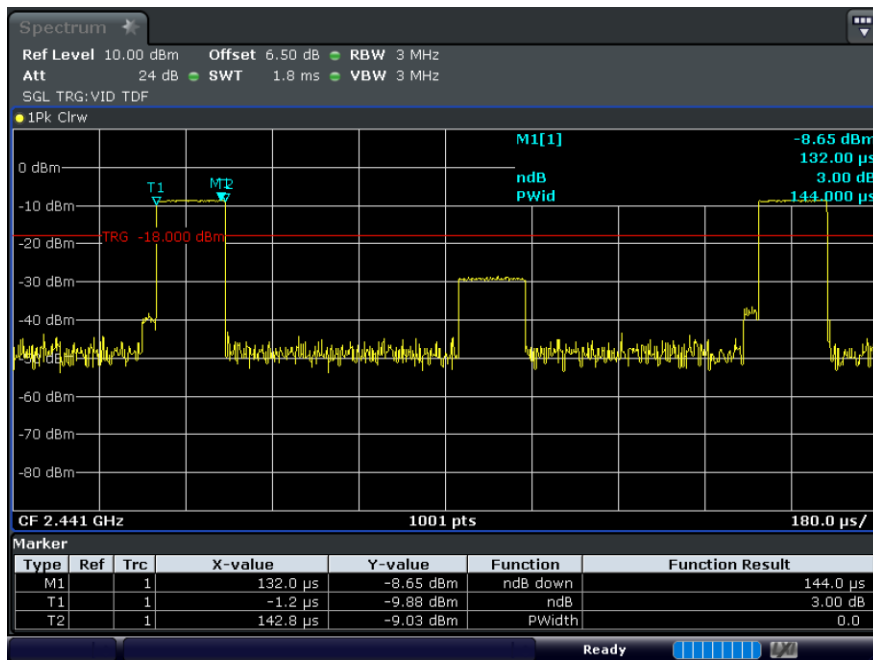 Spectrum
Ref Level 10.00 dBm Offset 6.50 dB RBW 3 MHz
Att 24 dB SWT 1.8 ms VBW 3 MHz
SGL TRG:VID TDF
1Pk Clrw
M1[1] -8.65 dBm
132.00 µs
0 dBm
ndB 3.00 dB
T1 M1 T2
PWid 144.000 µs
-10 dBm
TRG -18.000 dBm
-20 dBm
-30 dBm
-40 dBm
-50 dBm
-60 dBm
-70 dBm
-80 dBm
CF 2.441 GHz 1001 pts 180.0 µs/
Marker
Type Ref Trc X-value Y-value Function Function Result
M1 1 132.0 µs -8.65 dBm ndB down 144.0 µs
T1 1 -1.2 µs -9.88 dBm ndB 3.00 dB
T2 1 142.8 µs -9.03 dBm PWidth 0.0
Ready LXI